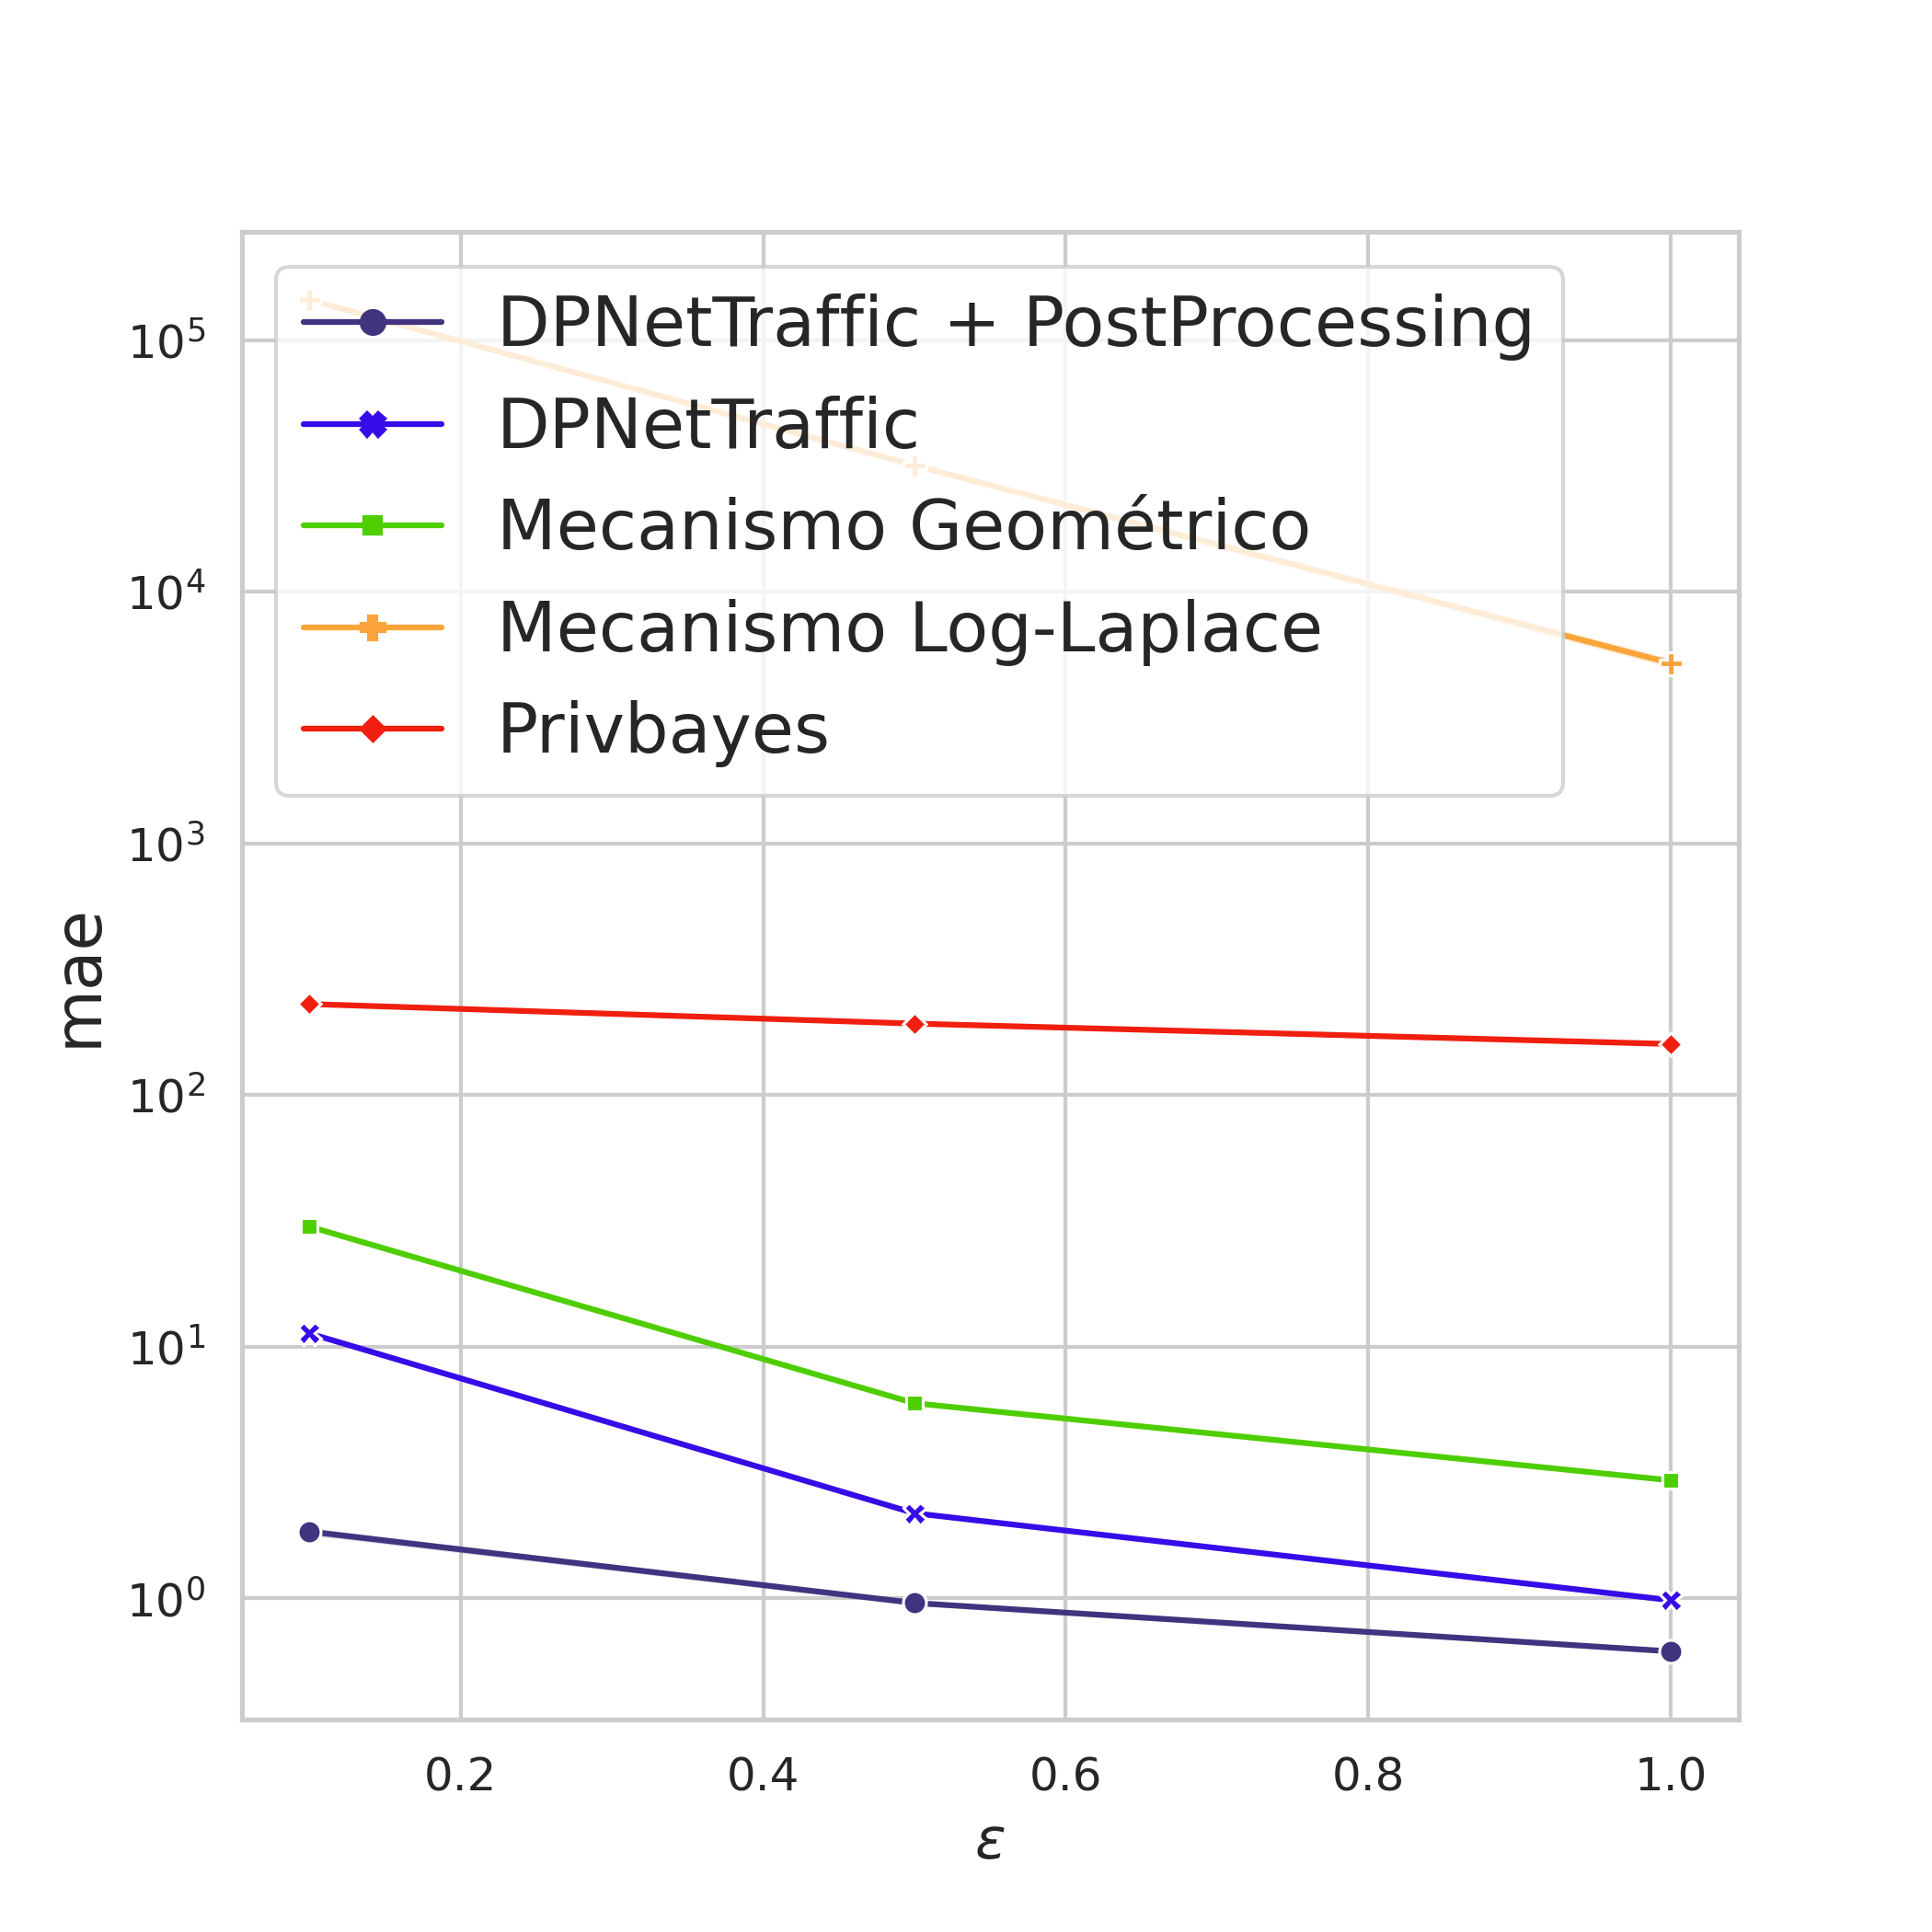 DPNetTraffic + PostProcessing
DPNetTraffic
Mecanismo Geométrico
Mecanismo Log-Laplace
Privbayes
mae
10⁵
10⁴
10³
10²
10¹
10⁰
0.2 0.4 0.6 0.8 1.0
ε